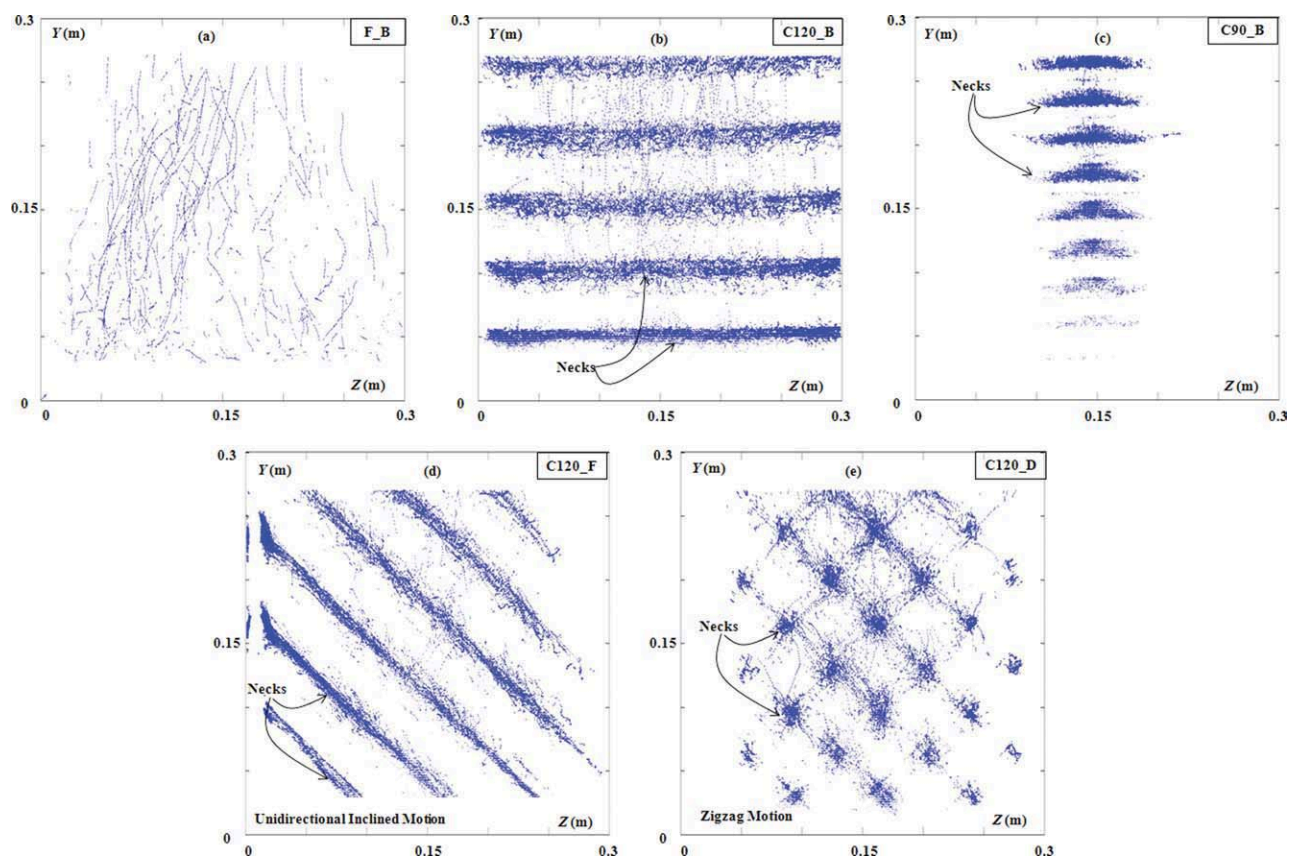 0.3
Y (m)
(a)
F_B
0.15
0
Z (m)
0
0.15
0.3
0.3
Y (m)
(b)
C120_B
0.15
Necks
0
Z (m)
0
0.15
0.3
0.3
Y (m)
(c)
C90_B
Necks
0.15
0
Z (m)
0
0.15
0.3
0.3
Y (m)
(d)
C120_F
0.15
Necks
Unidirectional Inclined Motion
Z (m)
0
0
0.15
0.3
0.3
Y (m)
(e)
C120_D
Necks
0.15
Zigzag Motion
Z (m)
0
0
0.15
0.3